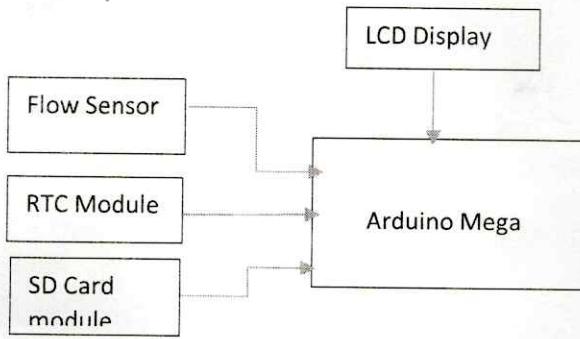 LCD Display
Flow Sensor
RTC Module
Arduino Mega
SD Card
module